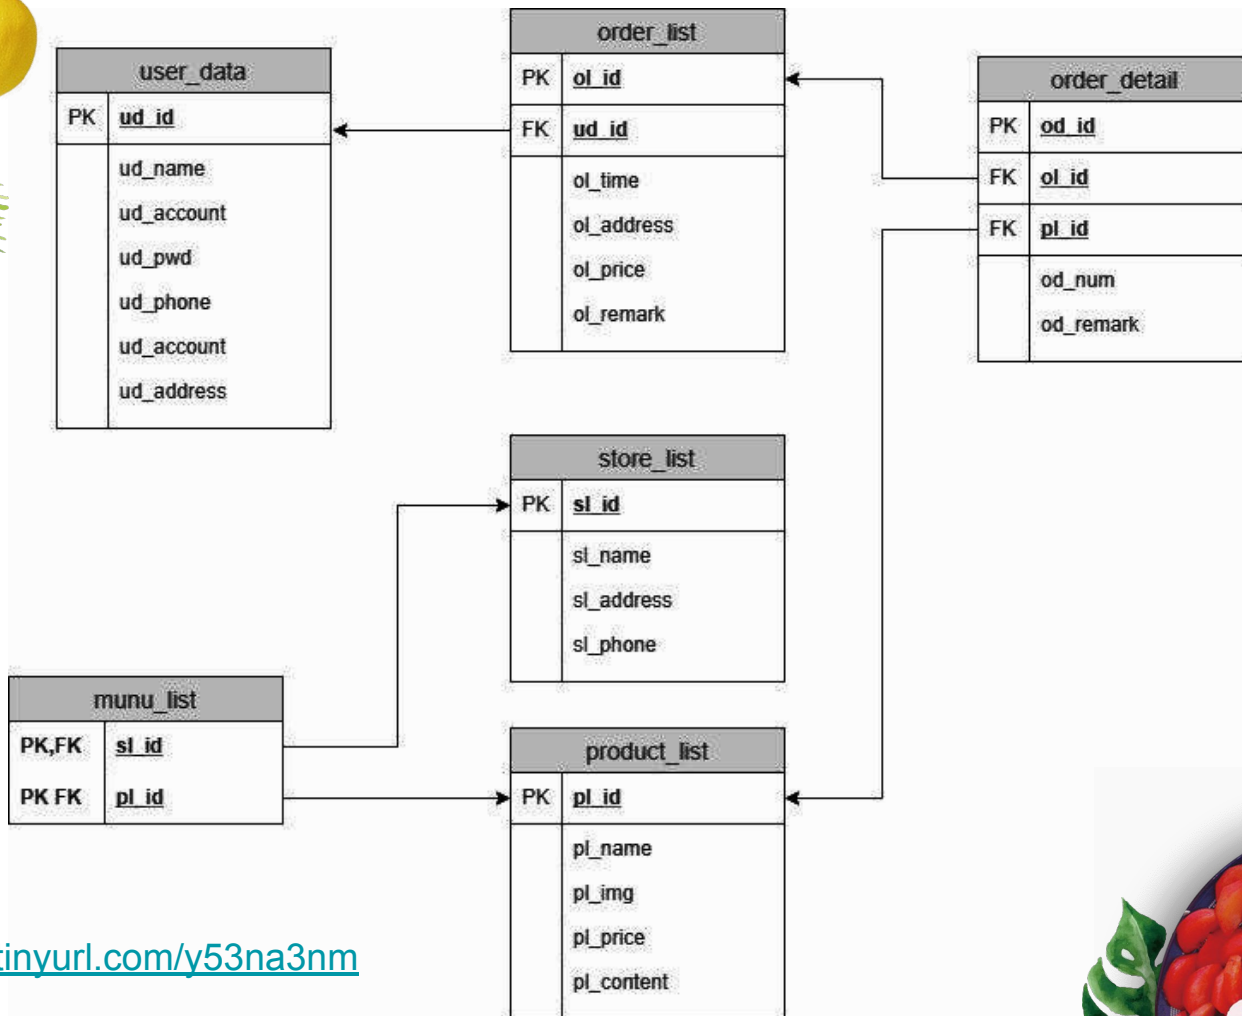 user_data
PK ud_id
ud_name
ud_account
ud_pwd
ud_phone
ud_account
ud_address
order_list
PK ol_id
FK ud_id
ol_time
ol_address
ol_price
ol_remark
order_detail
PK od_id
FK ol_id
FK pl_id
od_num
od_remark
store_list
PK sl_id
sl_name
sl_address
sl_phone
munu_list
PK,FK sl_id
PK FK pl_id
product_list
PK pl_id
pl_name
pl_img
pl_price
pl_content
tinyurl.com/y53na3nm